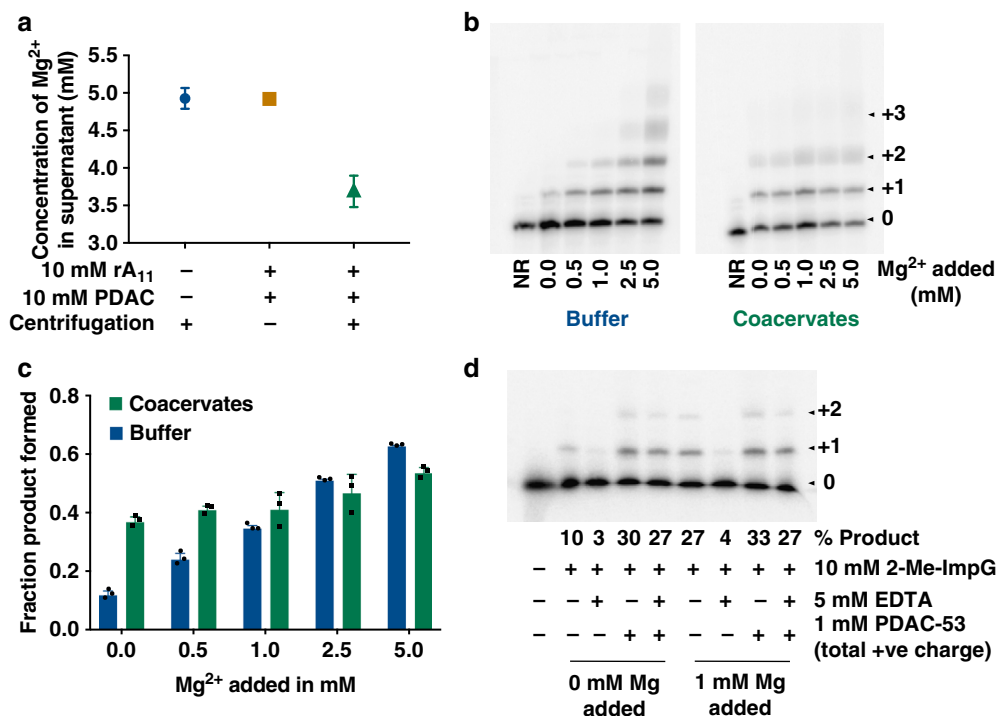 a
Concentration of Mg2+
in supernatant (mM)
5.5
5.0
4.5
4.0
3.5
3.0
10 mM rA11 – + +
10 mM PDAC – + +
Centrifugation + – +
b
+3
+2
+1
0
NR 0.0 0.5 1.0 2.5 5.0
NR 0.0 0.5 1.0 2.5 5.0
Mg2+ added
(mM)
Buffer
Coacervates
c
Fraction product formed
0.8
0.6
0.4
0.2
0.0
Coacervates
Buffer
0.0 0.5 1.0 2.5 5.0
Mg2+ added in mM
d
+2
+1
0
10 3 30 27 27 4 33 27 % Product
– + + + + + + + + 10 mM 2-Me-ImpG
– – + – + – + – + 5 mM EDTA
– – – + + – – + + 1 mM PDAC-53
(total +ve charge)
0 mM Mg
added
1 mM Mg
added